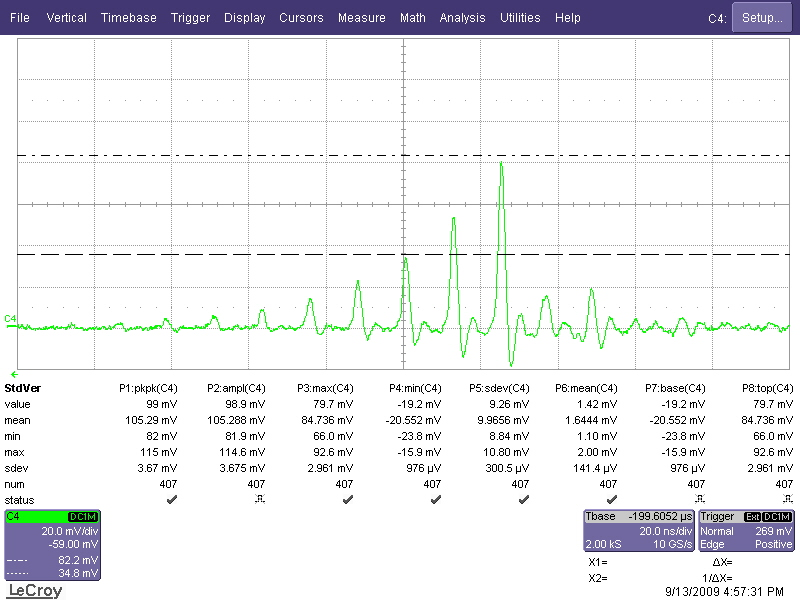 File Vertical Timebase Trigger Display Cursors Measure Math Analysis Utilities Help C4: Setup...
C4
StdVer P1:pkpk(C4) P2:ampl(C4) P3:max(C4) P4:min(C4) P5:sdev(C4) P6:mean(C4) P7:base(C4) P8:top(C4)
value 99 mV 98.9 mV 79.7 mV -19.2 mV 9.26 mV 1.42 mV -19.2 mV 79.7 mV
mean 105.29 mV 105.288 mV 84.736 mV -20.552 mV 9.9656 mV 1.6444 mV -20.552 mV 84.736 mV
min 82 mV 81.9 mV 66.0 mV -23.8 mV 8.84 mV 1.10 mV -23.8 mV 66.0 mV
max 115 mV 114.6 mV 92.6 mV -15.9 mV 10.80 mV 2.00 mV -15.9 mV 92.6 mV
sdev 3.67 mV 3.675 mV 2.961 mV 976 µV 300.5 µV 141.4 µV 976 µV 2.961 mV
num 407 407 407 407 407 407 407 407
status
C4 DC1M
20.0 mV/div
-59.00 mV
82.2 mV
34.8 mV
Tbase -199.6052 µs
20.0 ns/div
2.00 kS 10 GS/s
Trigger Ext DC1M
Normal 269 mV
Edge Positive
X1= ΔX=
X2= 1/ΔX=
LeCroy
9/13/2009 4:57:31 PM